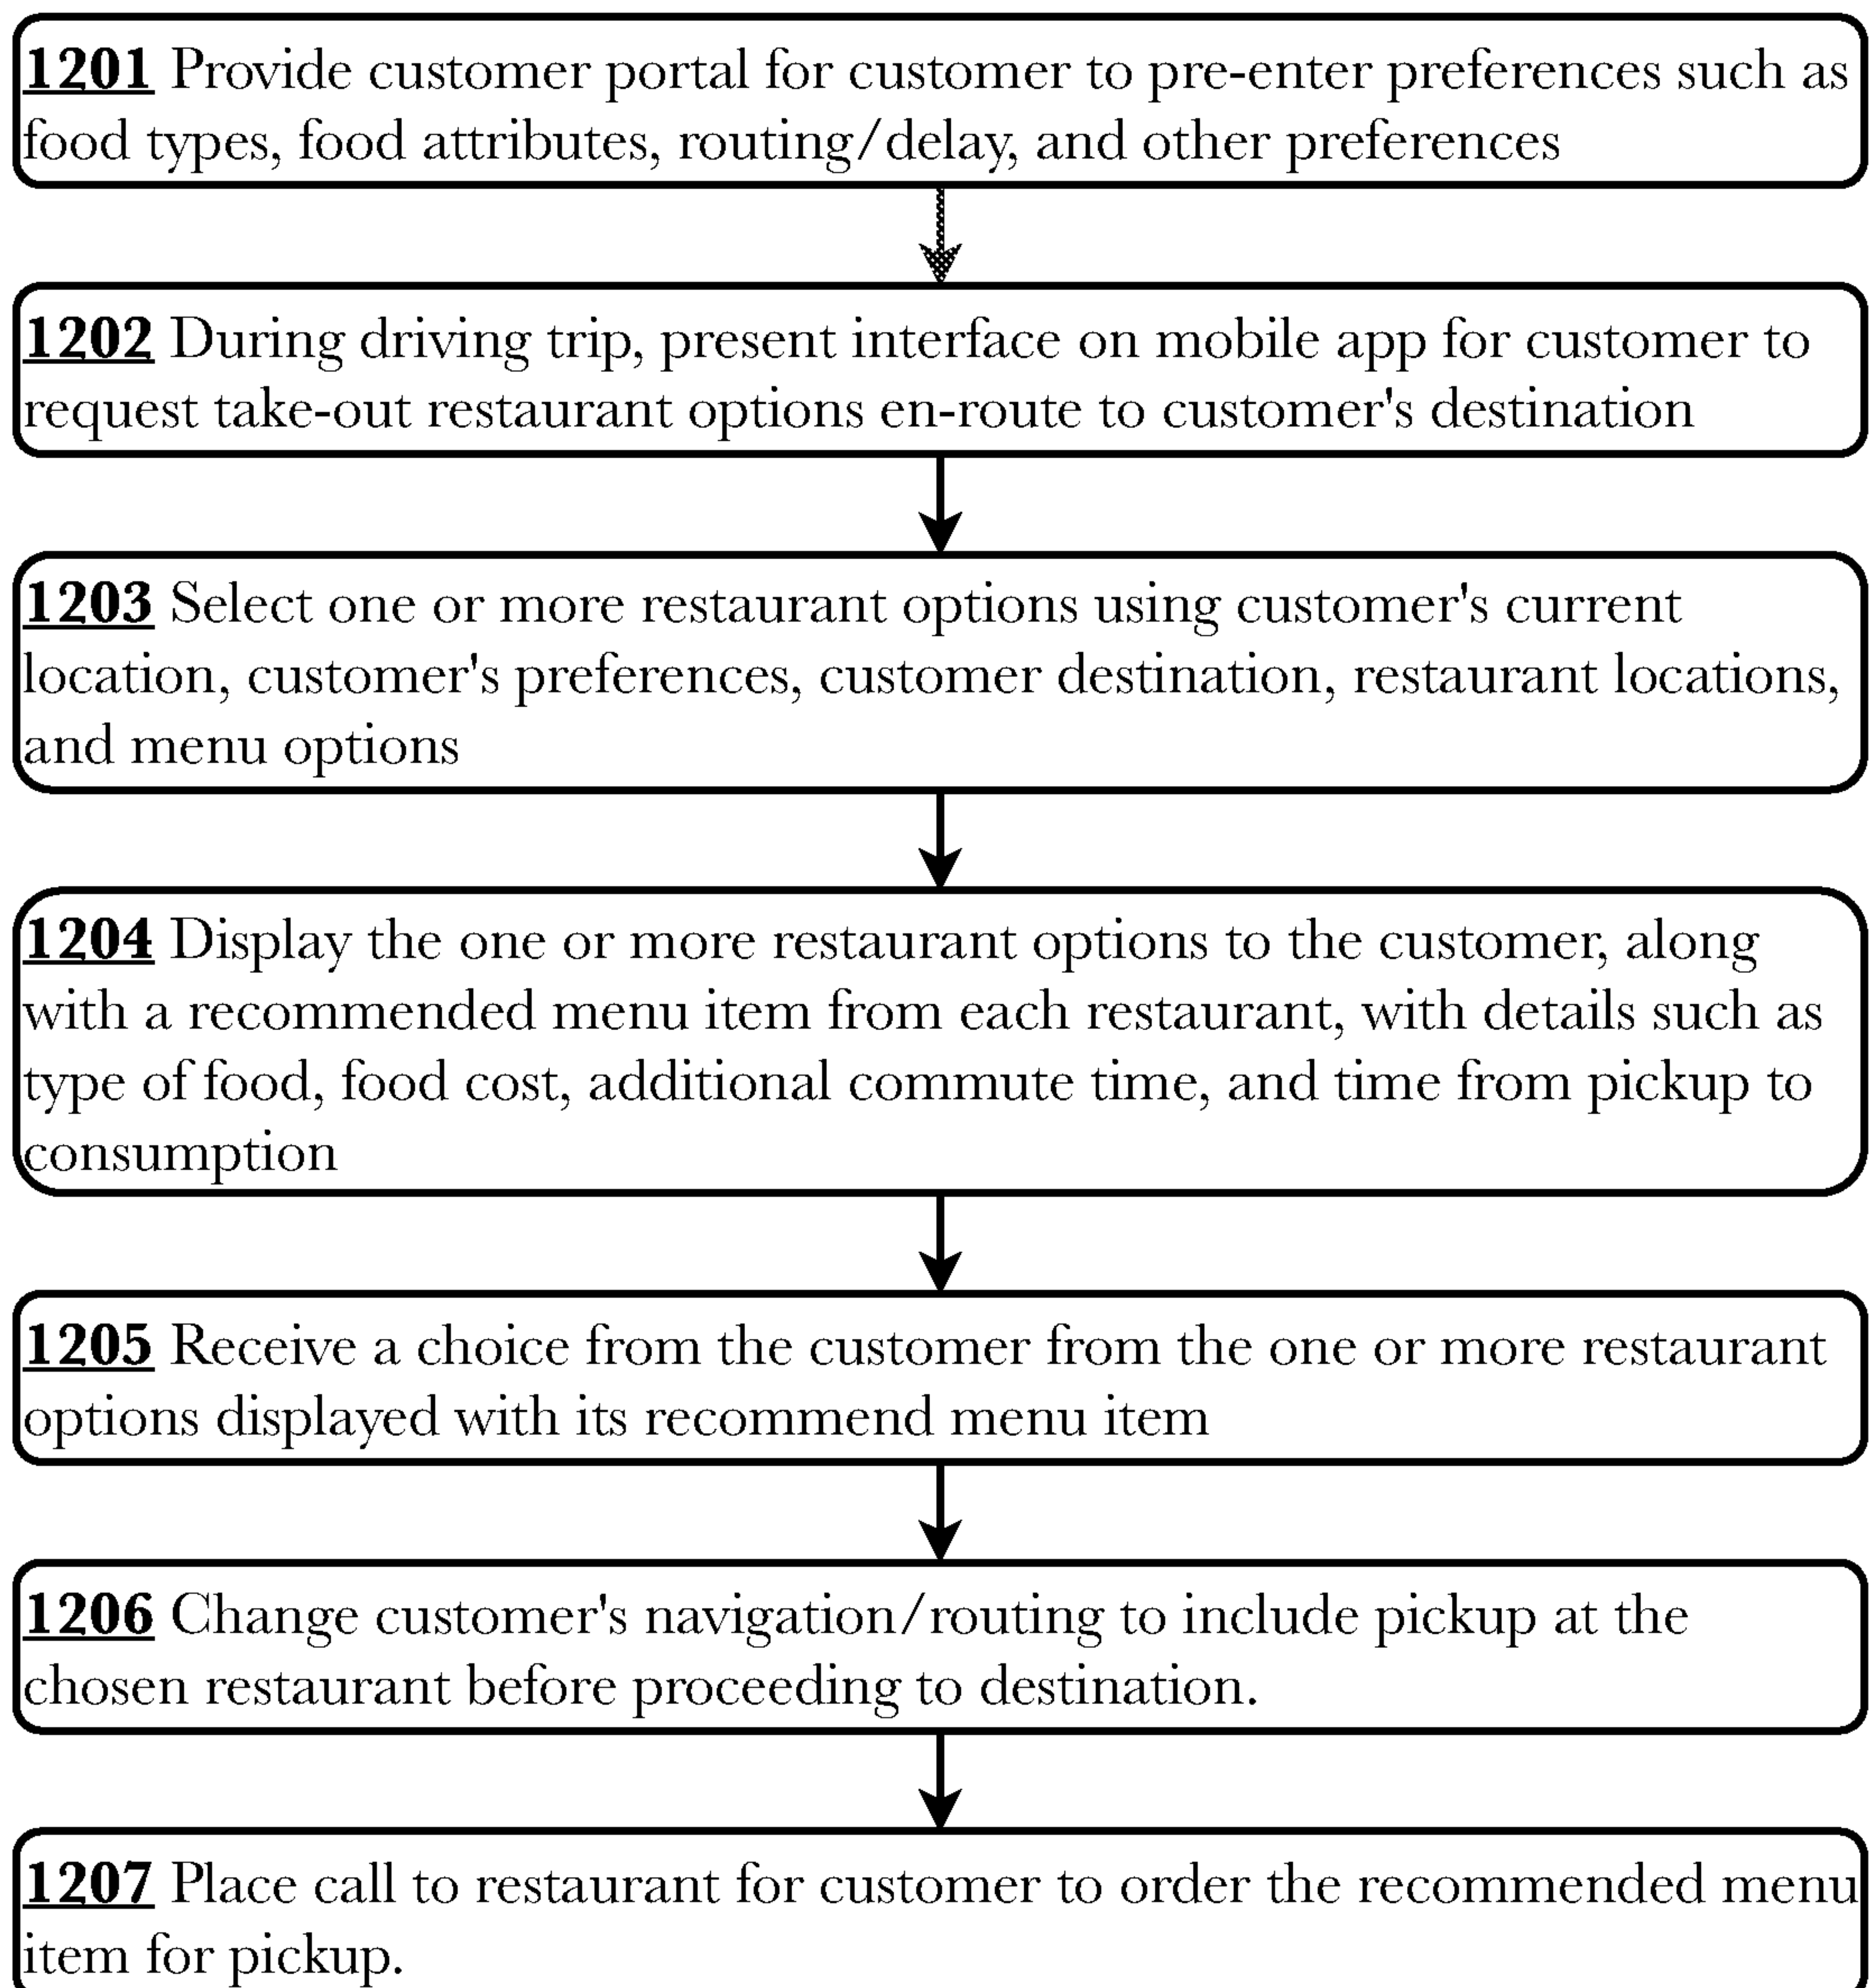 1201 Provide customer portal for customer to pre-enter preferences such as
food types, food attributes, routing/delay, and other preferences
1202 During driving trip, present interface on mobile app for customer to
request take-out restaurant options en-route to customer's destination
1203 Select one or more restaurant options using customer's current
location, customer's preferences, customer destination, restaurant locations,
and menu options
1204 Display the one or more restaurant options to the customer, along
with a recommended menu item from each restaurant, with details such as
type of food, food cost, additional commute time, and time from pickup to
consumption
1205 Receive a choice from the customer from the one or more restaurant
options displayed with its recommend menu item
1206 Change customer's navigation/routing to include pickup at the
chosen restaurant before proceeding to destination.
1207 Place call to restaurant for customer to order the recommended menu
item for pickup.